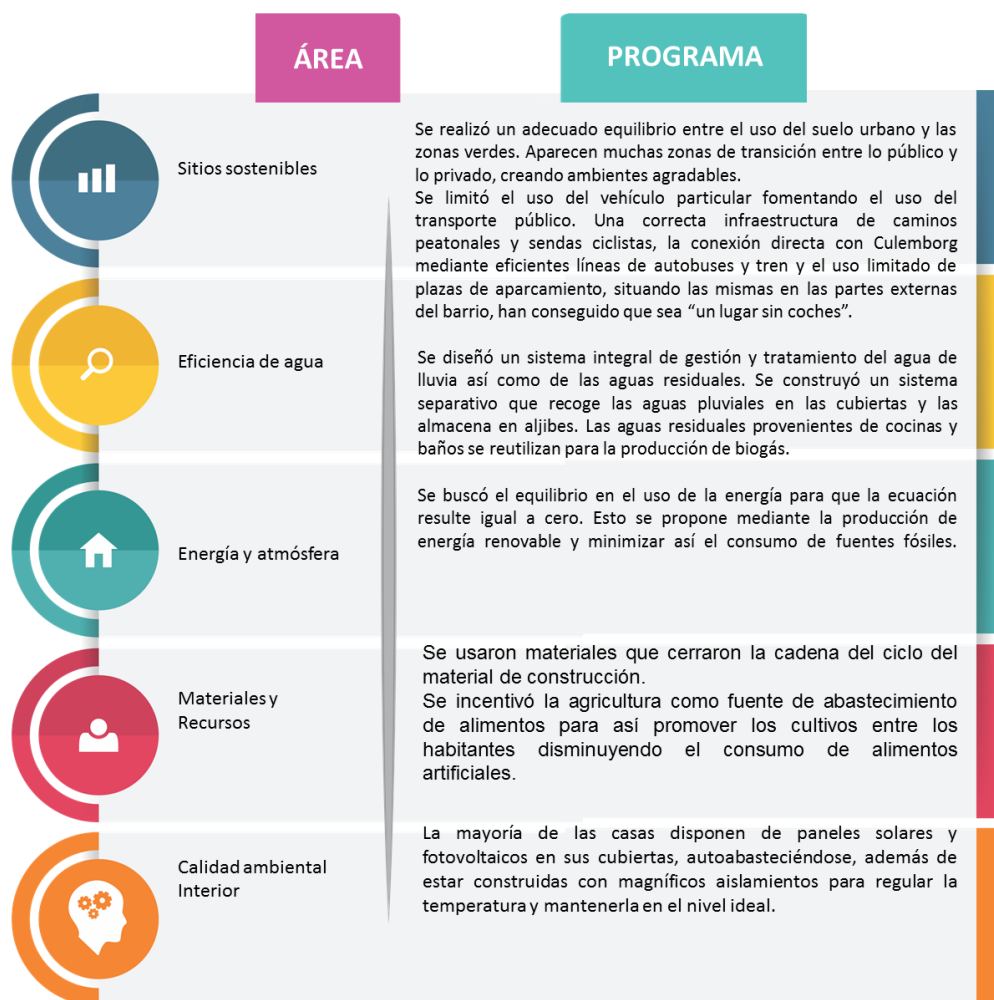 ÁREA
PROGRAMA
Sitios sostenibles
Se realizó un adecuado equilibrio entre el uso del suelo urbano y las
zonas verdes. Aparecen muchas zonas de transición entre lo público y
lo privado, creando ambientes agradables.
Se limitó el uso del vehículo particular fomentando el uso del
transporte público. Una correcta infraestructura de caminos
peatonales y sendas ciclistas, la conexión directa con Culemborg
mediante eficientes líneas de autobuses y tren y el uso limitado de
plazas de aparcamiento, situando las mismas en las partes externas
del barrio, han conseguido que sea “un lugar sin coches”.
Eficiencia de agua
Se diseñó un sistema integral de gestión y tratamiento del agua de
lluvia así como de las aguas residuales. Se construyó un sistema
separativo que recoge las aguas pluviales en las cubiertas y las
almacena en aljibes. Las aguas residuales provenientes de cocinas y
baños se reutilizan para la producción de biogás.
Energía y atmósfera
Se buscó el equilibrio en el uso de la energía para que la ecuación
resulte igual a cero. Esto se propone mediante la producción de
energía renovable y minimizar así el consumo de fuentes fósiles.
Materiales y
Recursos
Se usaron materiales que cerraron la cadena del ciclo del
material de construcción.
Se incentivó la agricultura como fuente de abastecimiento
de alimentos para así promover los cultivos entre los
habitantes disminuyendo el consumo de alimentos
artificiales.
Calidad ambiental
Interior
La mayoría de las casas disponen de paneles solares y
fotovoltaicos en sus cubiertas, autoabasteciéndose, además de
estar construidas con magníficos aislamientos para regular la
temperatura y mantenerla en el nivel ideal.